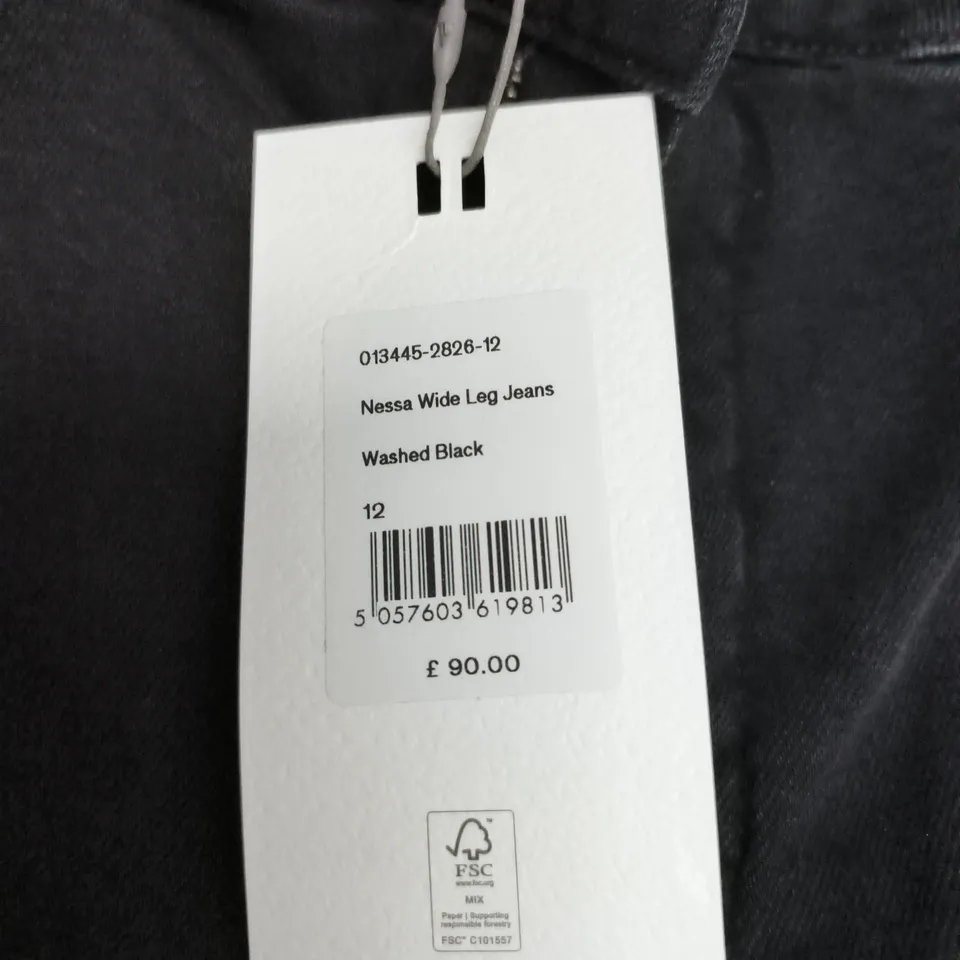 013445-2826-12
Nessa Wide Leg Jeans
Washed Black
12
5 057603 619813
£ 90.00
FSC
www.fsc.org
MIX
Paper | Supporting
responsible forestry
FSC™ C101557